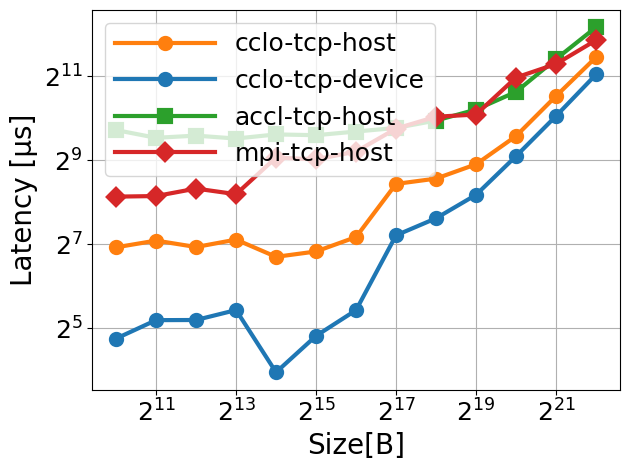 cclo-tcp-host
cclo-tcp-device
accl-tcp-host
mpi-tcp-host
Latency [µs]
2^11
2^9
2^7
2^5
2^11 2^13 2^15 2^17 2^19 2^21
Size[B]